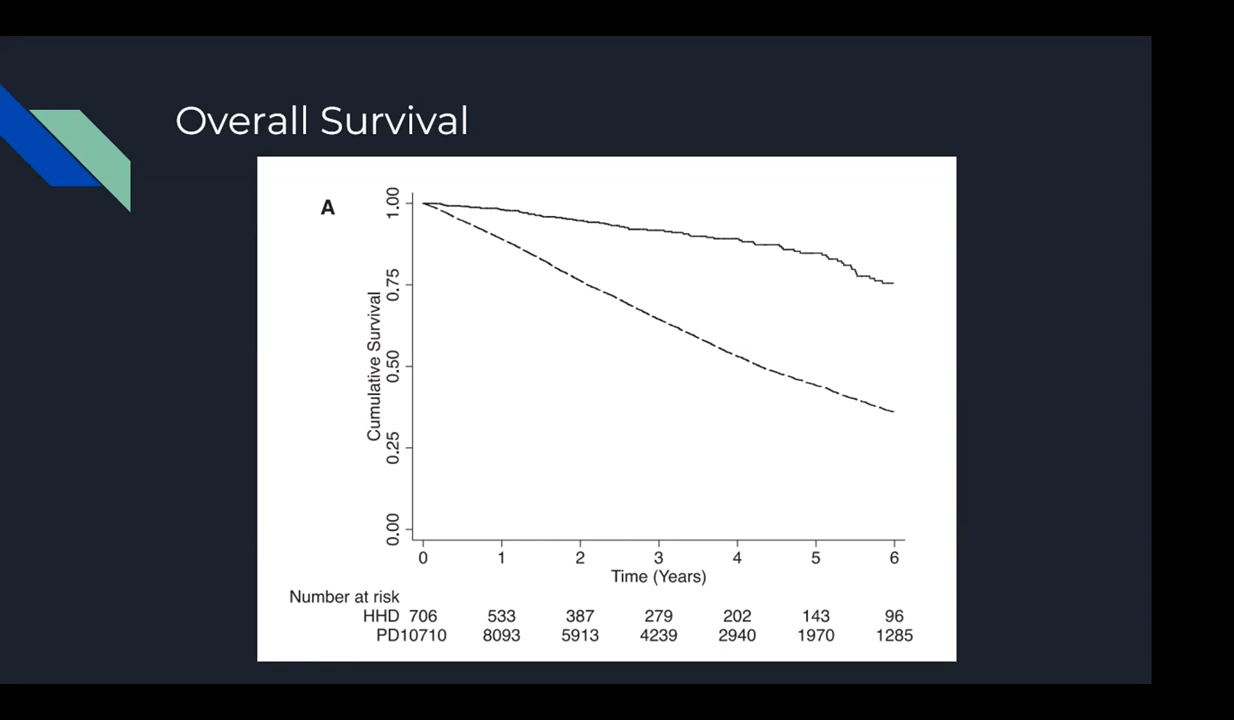 Overall Survival
A
Cumulative Survival
1.00
0.75
0.50
0.25
0.00
0 1 2 3 4 5 6
Time (Years)
Number at risk
HHD 706 533 387 279 202 143 96
PD10710 8093 5913 4239 2940 1970 1285